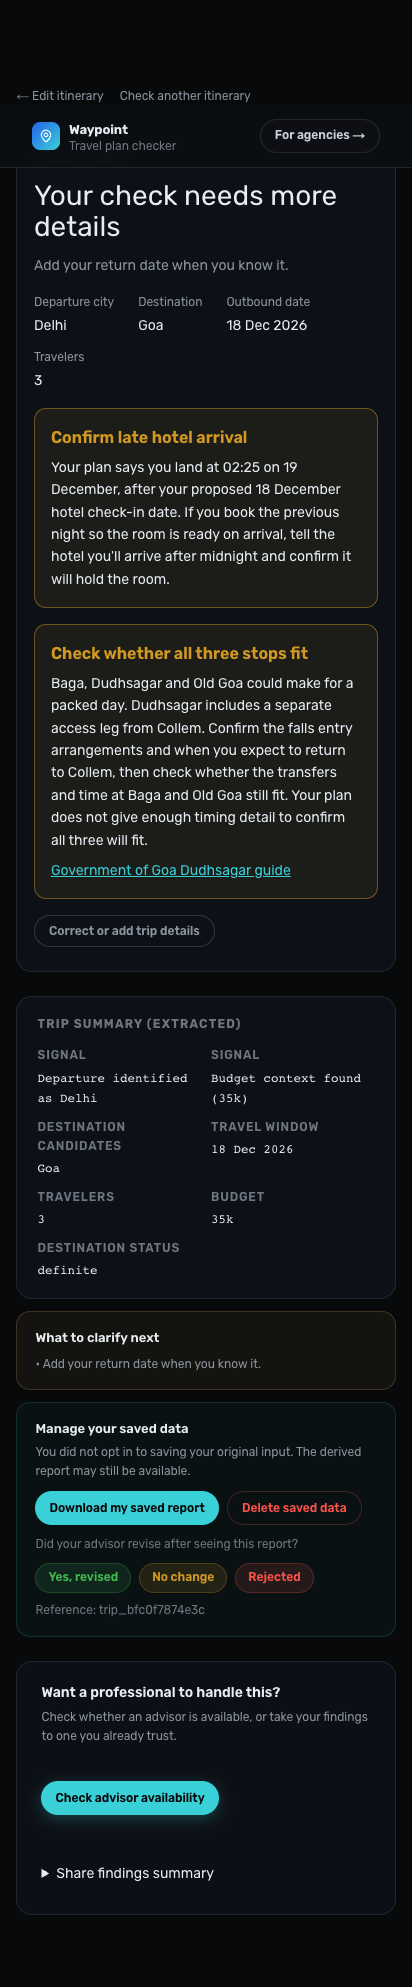 ← Edit itinerary Check another itinerary
Waypoint
Travel plan checker
For agencies →
Your check needs more
details
Add your return date when you know it.
Departure city Destination Outbound date
Delhi Goa 18 Dec 2026
Travelers
3
Confirm late hotel arrival
Your plan says you land at 02:25 on 19
December, after your proposed 18 December
hotel check-in date. If you book the previous
night so the room is ready on arrival, tell the
hotel you'll arrive after midnight and confirm it
will hold the room.
Check whether all three stops fit
Baga, Dudhsagar and Old Goa could make for a
packed day. Dudhsagar includes a separate
access leg from Collem. Confirm the falls entry
arrangements and when you expect to return
to Collem, then check whether the transfers
and time at Baga and Old Goa still fit. Your plan
does not give enough timing detail to confirm
all three will fit.
Government of Goa Dudhsagar guide
Correct or add trip details
TRIP SUMMARY (EXTRACTED)
SIGNAL
Departure identified
as Delhi
SIGNAL
Budget context found
(35k)
DESTINATION
CANDIDATES
Goa
TRAVEL WINDOW
18 Dec 2026
TRAVELERS
3
BUDGET
35k
DESTINATION STATUS
definite
What to clarify next
• Add your return date when you know it.
Manage your saved data
You did not opt in to saving your original input. The derived
report may still be available.
Download my saved report Delete saved data
Did your advisor revise after seeing this report?
Yes, revised No change Rejected
Reference: trip_bfc0f7874e3c
Want a professional to handle this?
Check whether an advisor is available, or take your findings
to one you already trust.
Check advisor availability
▶ Share findings summary